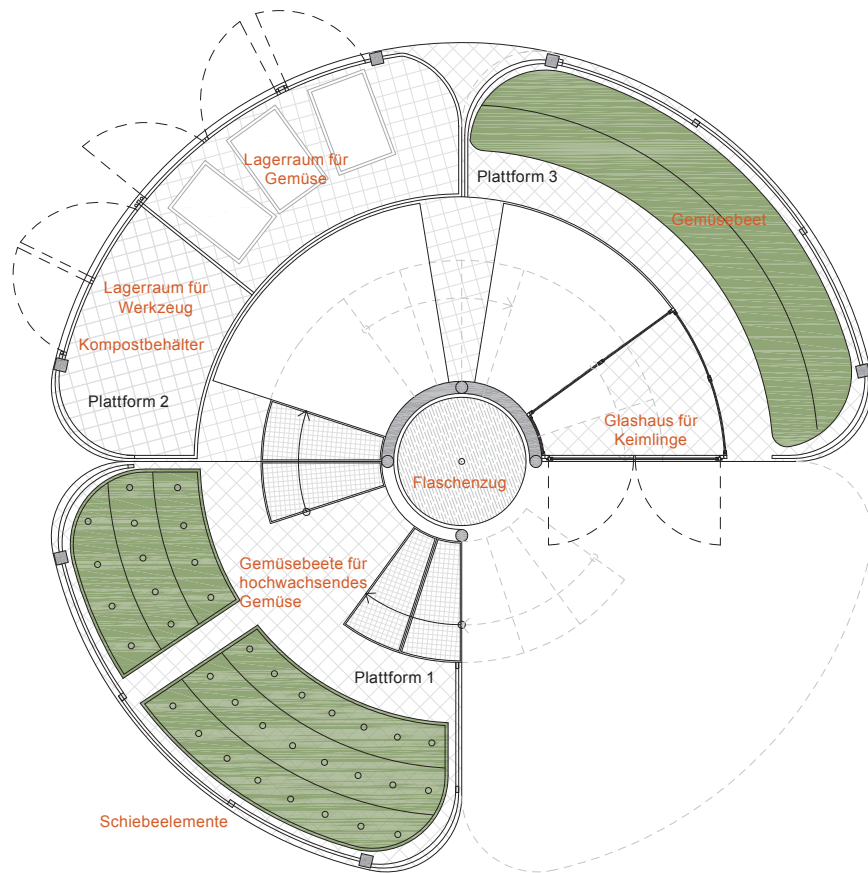 Lagerraum für
Gemüse
Plattform 3
Gemüsebeet
Lagerraum für
Werkzeug
Kompostbehälter
Plattform 2
Glashaus für
Keimlinge
Flaschenzug
Gemüsebeete für
hochwachsendes
Gemüse
Plattform 1
Schiebeelemente